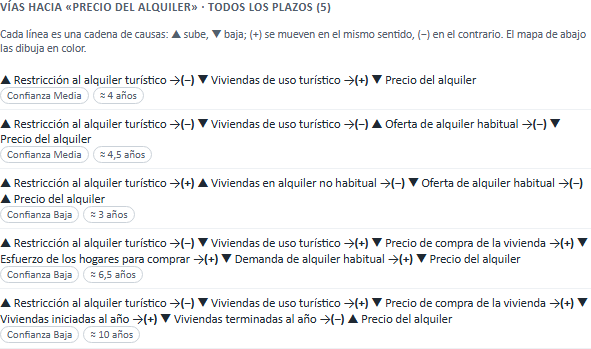 VÍAS HACIA «PRECIO DEL ALQUILER» · TODOS LOS PLAZOS (5)
Cada línea es una cadena de causas: ▲ sube, ▼ baja; (+) se mueven en el mismo sentido, (−) en el contrario. El mapa de abajo
las dibuja en color.
▲ Restricción al alquiler turístico →(−) ▼ Viviendas de uso turístico →(+) ▼ Precio del alquiler
Confianza Media ≈ 4 años
▲ Restricción al alquiler turístico →(−) ▼ Viviendas de uso turístico →(−) ▲ Oferta de alquiler habitual →(−) ▼
Precio del alquiler
Confianza Media ≈ 4,5 años
▲ Restricción al alquiler turístico →(+) ▲ Viviendas en alquiler no habitual →(−) ▼ Oferta de alquiler habitual →(−)
▲ Precio del alquiler
Confianza Baja ≈ 3 años
▲ Restricción al alquiler turístico →(−) ▼ Viviendas de uso turístico →(+) ▼ Precio de compra de la vivienda →(+) ▼
Esfuerzo de los hogares para comprar →(+) ▼ Demanda de alquiler habitual →(+) ▼ Precio del alquiler
Confianza Baja ≈ 6,5 años
▲ Restricción al alquiler turístico →(−) ▼ Viviendas de uso turístico →(+) ▼ Precio de compra de la vivienda →(+) ▼
Viviendas iniciadas al año →(+) ▼ Viviendas terminadas al año →(−) ▲ Precio del alquiler
Confianza Baja ≈ 10 años